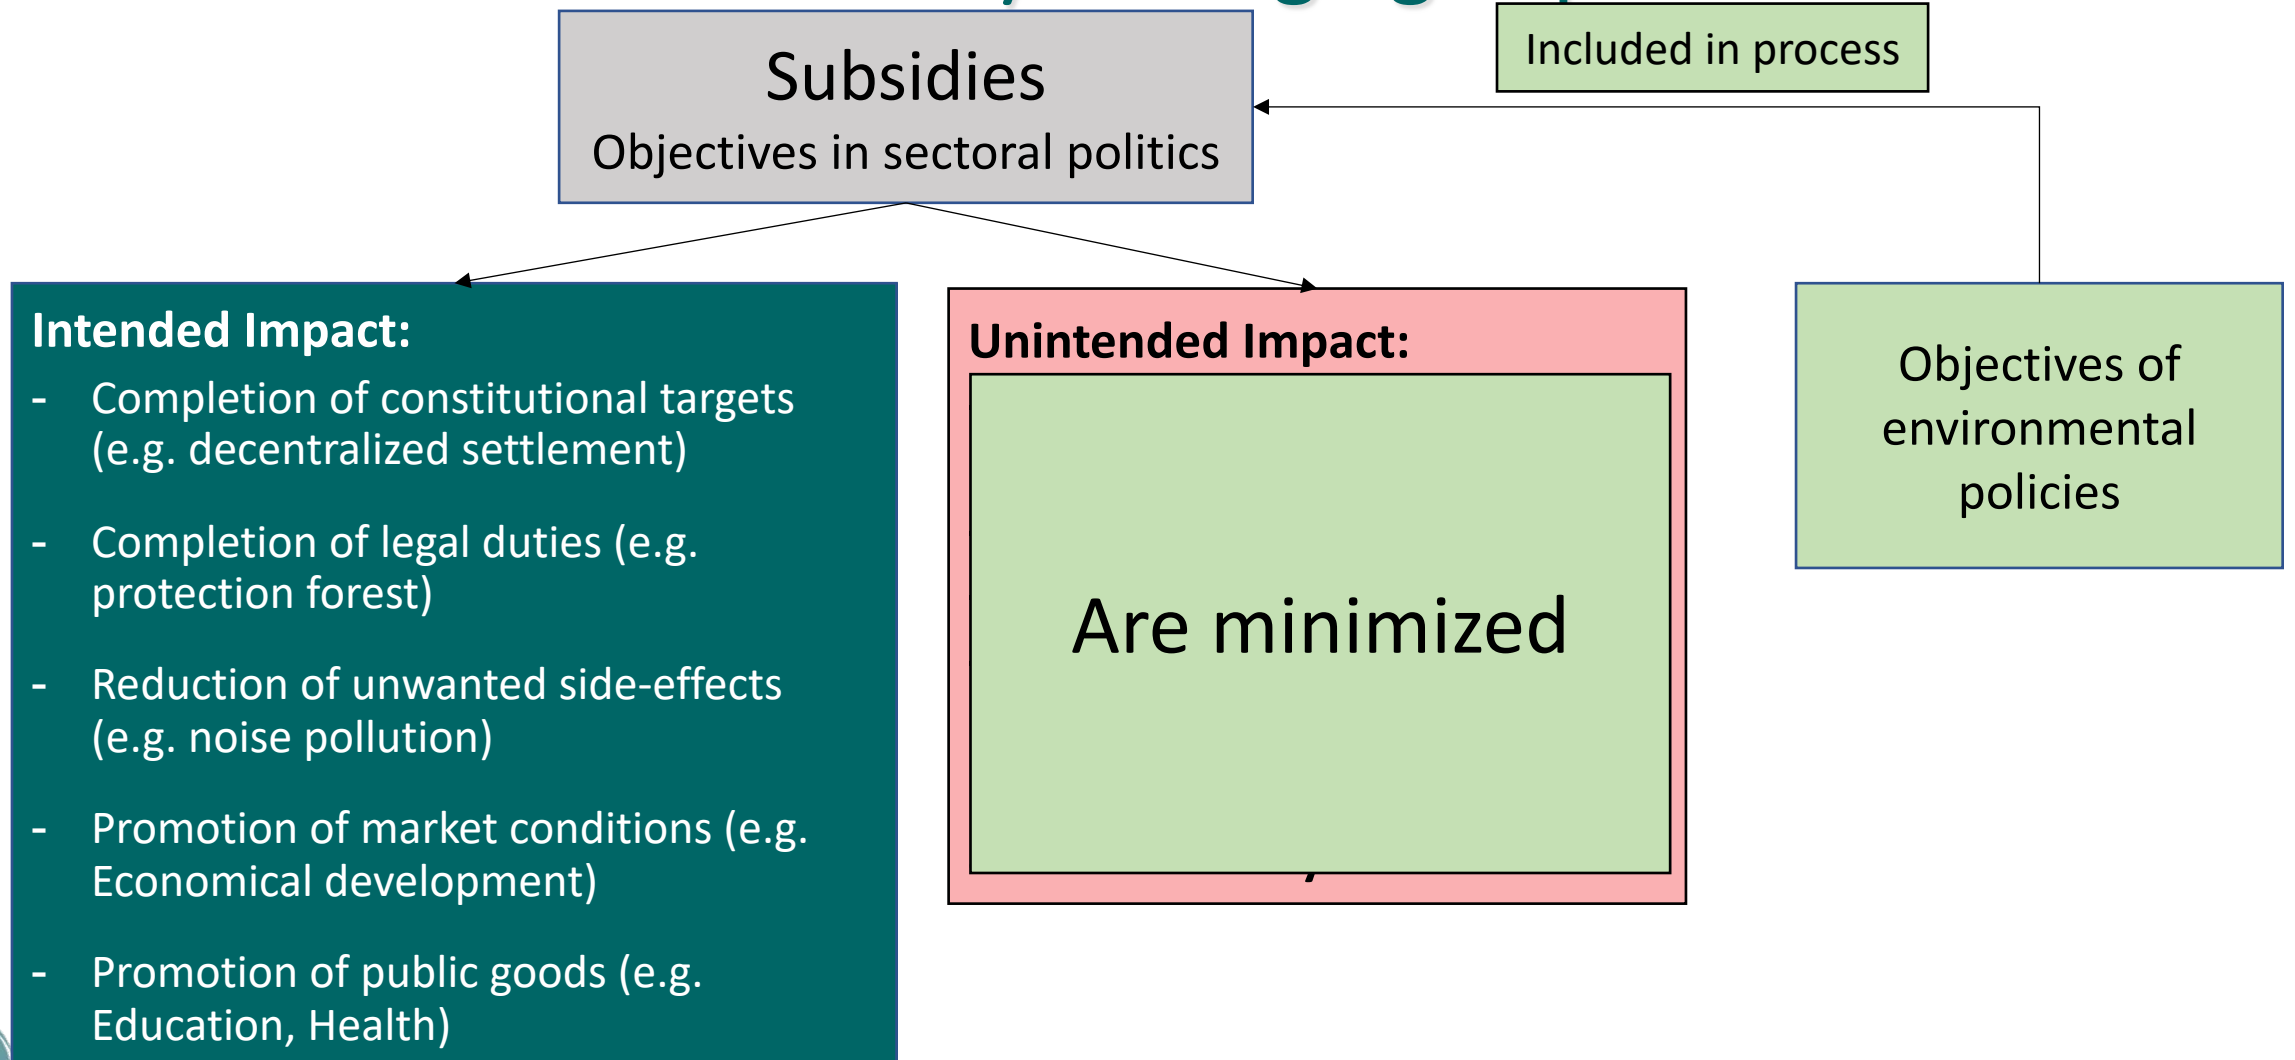 Subsidies
Objectives in sectoral politics
Included in process
Intended Impact:
- Completion of constitutional targets
(e.g. decentralized settlement)
- Completion of legal duties (e.g.
protection forest)
- Reduction of unwanted side-effects
(e.g. noise pollution)
- Promotion of market conditions (e.g.
Economical development)
- Promotion of public goods (e.g.
Education, Health)
Unintended Impact:
Are minimized
Objectives of
environmental
policies